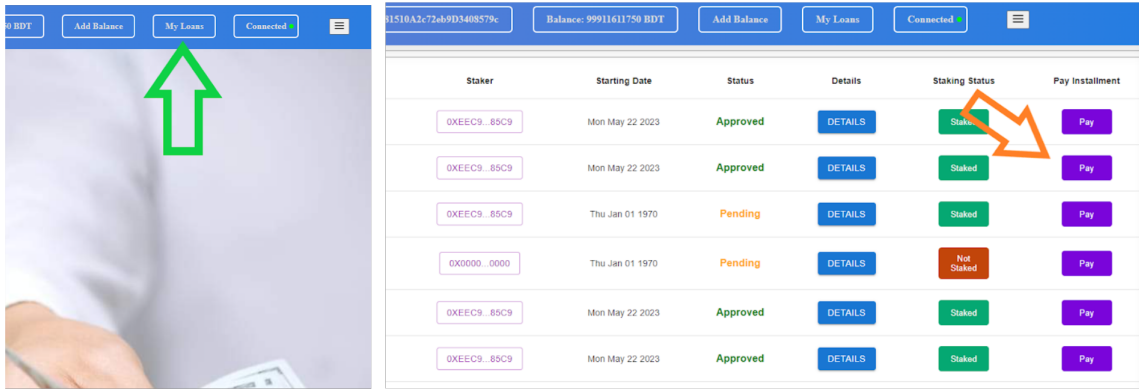 50 BDT Add Balance My Loans Connected
81510A2c72eb9D3408579c Balance: 99911611750 BDT Add Balance My Loans Connected
Staker Starting Date Status Details Staking Status Pay Installment
0XEEC9...85C9 Mon May 22 2023 Approved DETAILS Staked Pay
0XEEC9...85C9 Mon May 22 2023 Approved DETAILS Staked Pay
0XEEC9...85C9 Thu Jan 01 1970 Pending DETAILS Staked Pay
0X0000...0000 Thu Jan 01 1970 Pending DETAILS Not Staked Pay
0XEEC9...85C9 Mon May 22 2023 Approved DETAILS Staked Pay
0XEEC9...85C9 Mon May 22 2023 Approved DETAILS Staked Pay